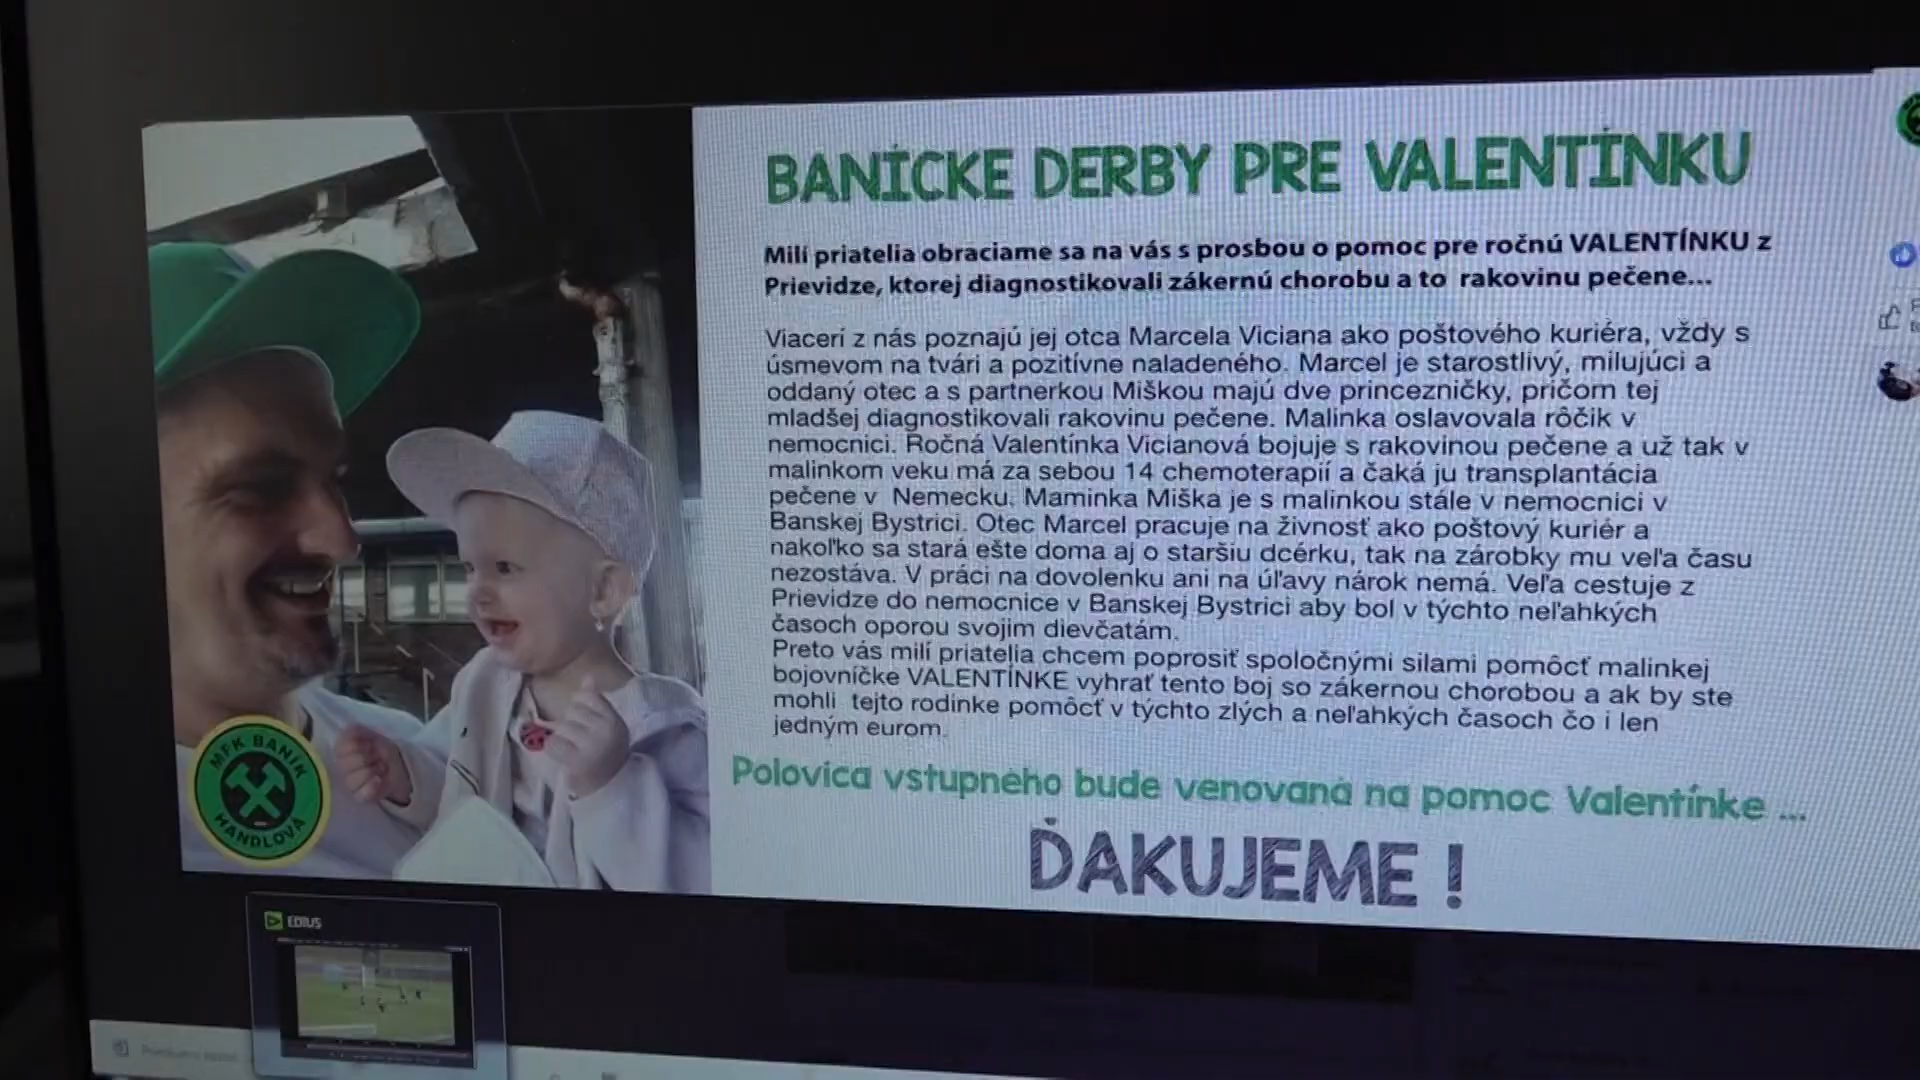 BANÍCKE DERBY PRE VALENTÍNKU
Milí priatelia obraciame sa na vás s prosbou o pomoc pre ročnú VALENTÍNKU z
Prievidze, ktorej diagnostikovali zákernú chorobu a to rakovinu pečene...
Viacerí z nás poznajú jej otca Marcela Viciana ako poštového kuriéra, vždy s
úsmevom na tvári a pozitívne naladeného. Marcel je starostlivý, milujúci a
oddaný otec a s partnerkou Miškou majú dve princezničky, pričom tej
mladšej diagnostikovali rakovinu pečene. Malinka oslavovala rôčik v
nemocnici. Ročná Valentínka Vicianová bojuje s rakovinou pečene a už tak v
malinkom veku má za sebou 14 chemoterapií a čaká ju transplantácia
pečene v Nemecku. Maminka Miška je s malinkou stále v nemocnici v
Banskej Bystrici. Otec Marcel pracuje na živnosť ako poštový kuriér a
nakoľko sa stará ešte doma aj o staršiu dcérku, tak na zárobky mu veľa času
nezostáva. V práci na dovolenku ani na úľavy nárok nemá. Veľa cestuje z
Prievidze do nemocnice v Banskej Bystrici aby bol v týchto neľahkých
časoch oporou svojim dievčatám.
Preto vás milí priatelia chcem poprosiť spoločnými silami pomôcť malinkej
bojovníčke VALENTÍNKE vyhrať tento boj so zákernou chorobou a ak by ste
mohli tejto rodinke pomôcť v týchto zlých a neľahkých časoch čo i len
jedným eurom.
Polovica vstupného bude venovaná na pomoc Valentínke ...
ĎAKUJEME !
MFK BANÍK
HANDLOVÁ
EDIUS